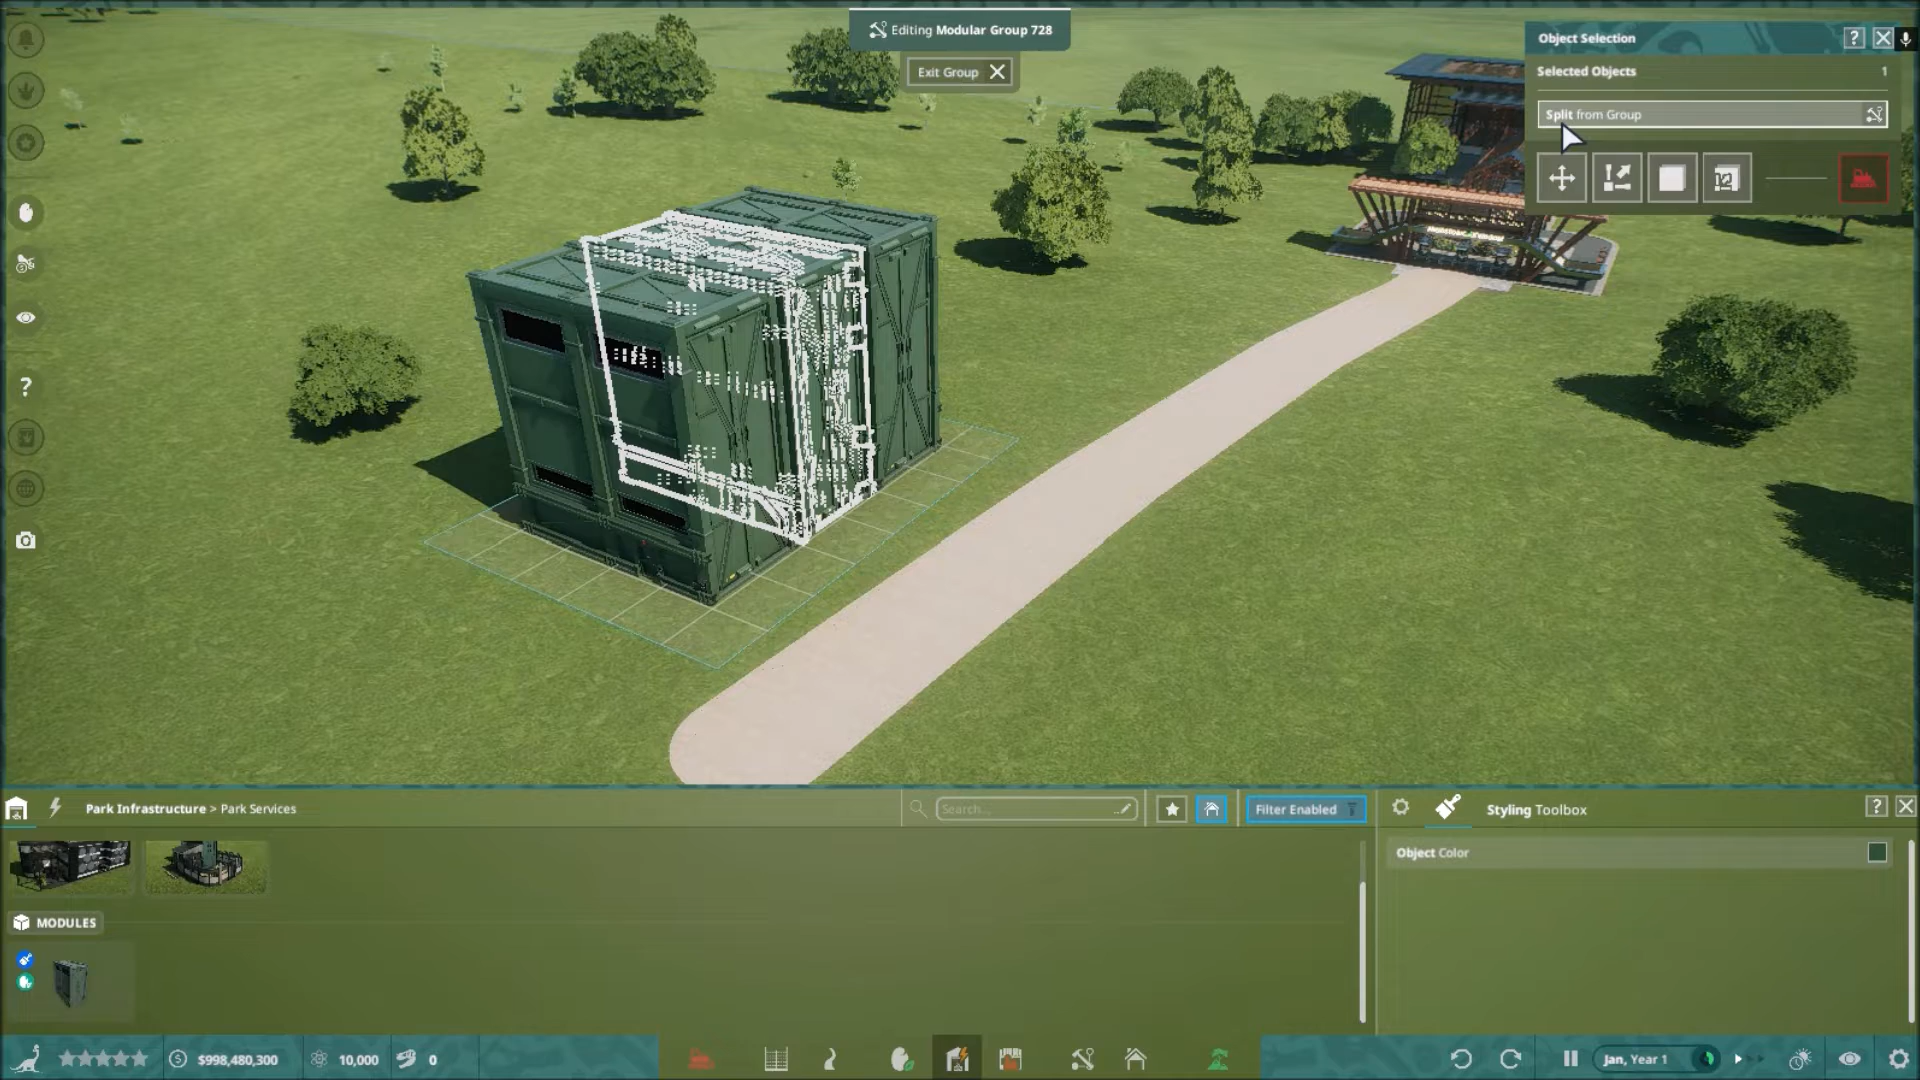 Editing Modular Group 728
Exit Group
Object Selection
?
Selected Objects 1
Split from Group
?
Park Infrastructure > Park Services
Search...
Filter Enabled
Styling Toolbox
?
Object Color
MODULES
$998,480,300
10,000
0
Jan, Year 1